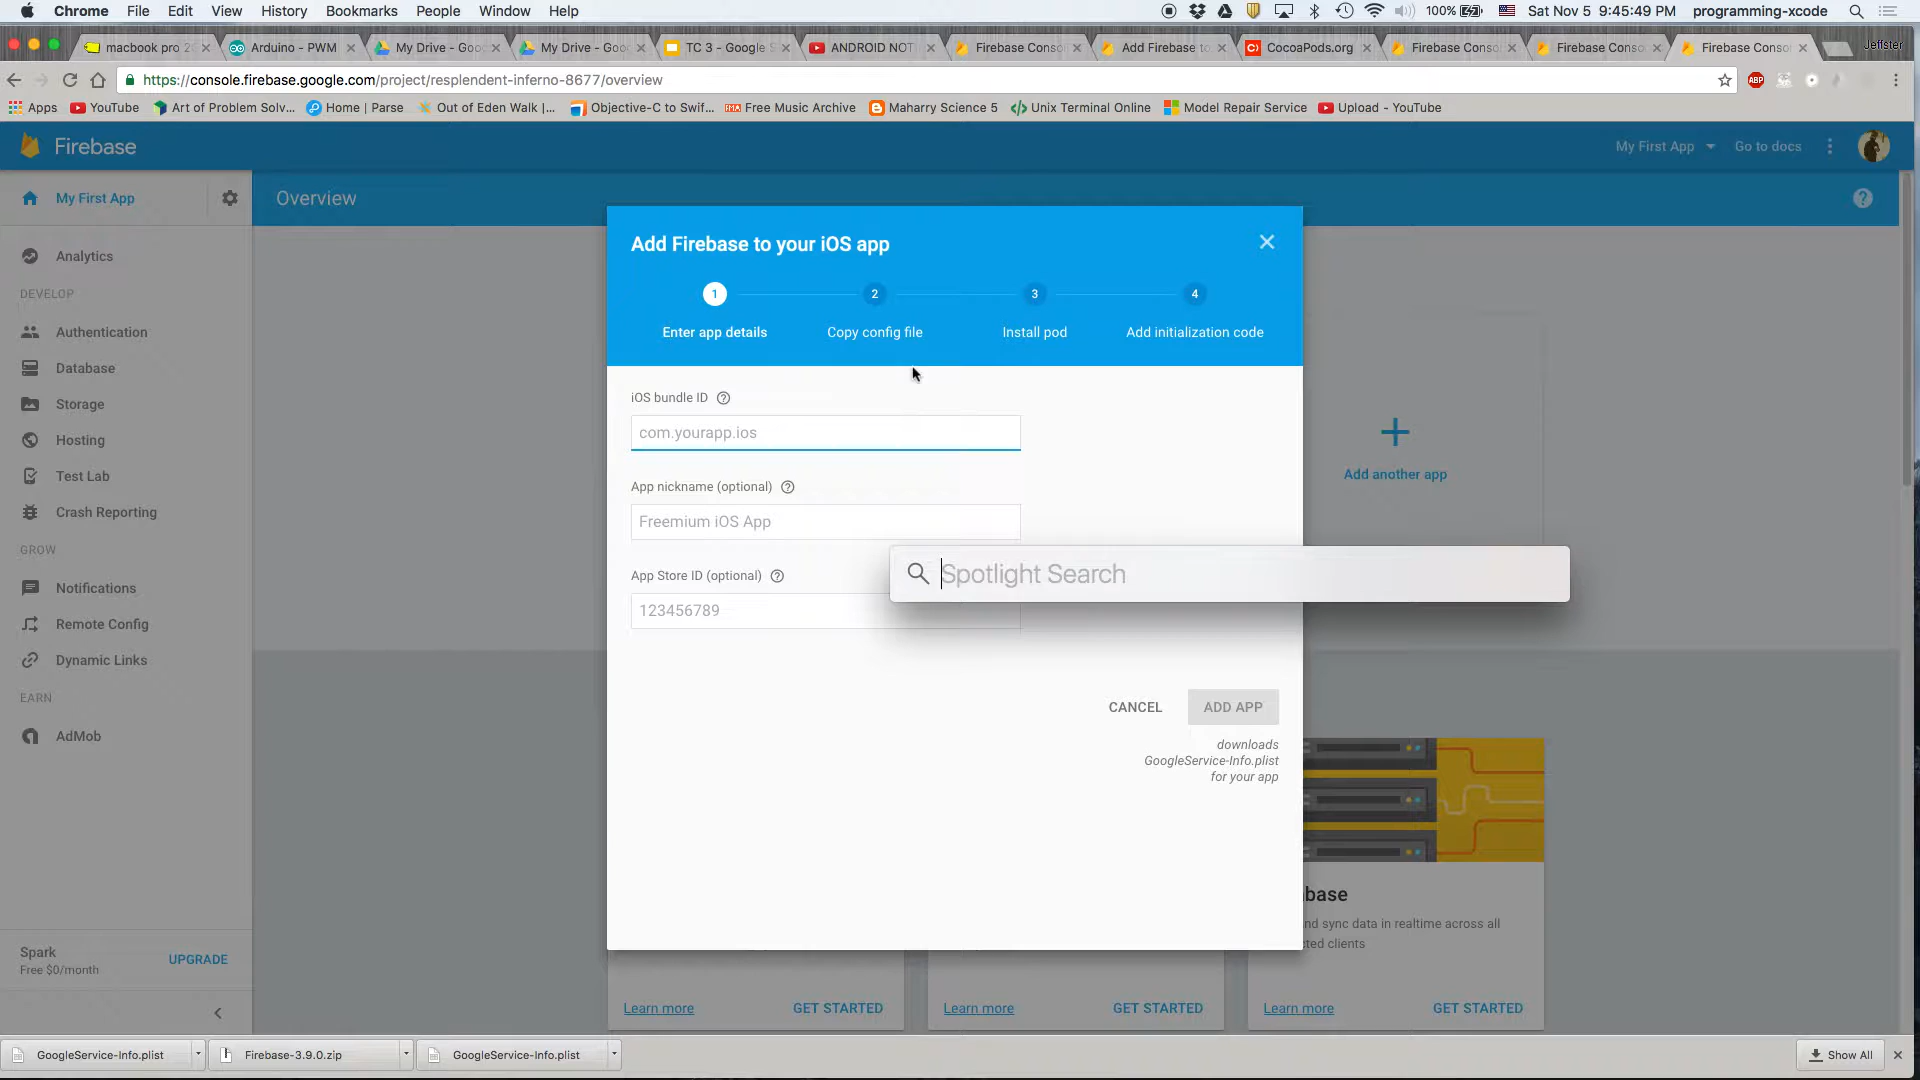 Chrome File Edit View History Bookmarks People Window Help 100% Sat Nov 5 9:45:49 PM programming-xcode
macbook pro 20 Arduino - PWM My Drive - Goo My Drive - Goo TC 3 - Google S ANDROID NOT Firebase Conso Add Firebase to CocoaPods.org Firebase Conso Firebase Conso Firebase Conso Jeffster
https://console.firebase.google.com/project/resplendent-inferno-8677/overview ABP
Apps YouTube Art of Problem Solv... Home | Parse Out of Eden Walk |... Objective-C to Swif... Free Music Archive Maharry Science 5 Unix Terminal Online Model Repair Service Upload - YouTube
Firebase My First App Go to docs
My First App Overview
Add Firebase to your iOS app
1 2 3 4
Enter app details Copy config file Install pod Add initialization code
Analytics
DEVELOP
Authentication
Database
Storage
Hosting
Test Lab
Crash Reporting
GROW
Notifications
Remote Config
Dynamic Links
EARN
AdMob
Spark
Free $0/month
UPGRADE
iOS bundle ID
com.yourapp.ios
App nickname (optional)
Freemium iOS App
App Store ID (optional)
123456789
Spotlight Search
Add another app
CANCEL ADD APP
downloads
GoogleService-Info.plist
for your app
base
nd sync data in realtime across all
cted clients
Learn more GET STARTED Learn more GET STARTED Learn more GET STARTED
GoogleService-Info.plist Firebase-3.9.0.zip GoogleService-Info.plist Show All